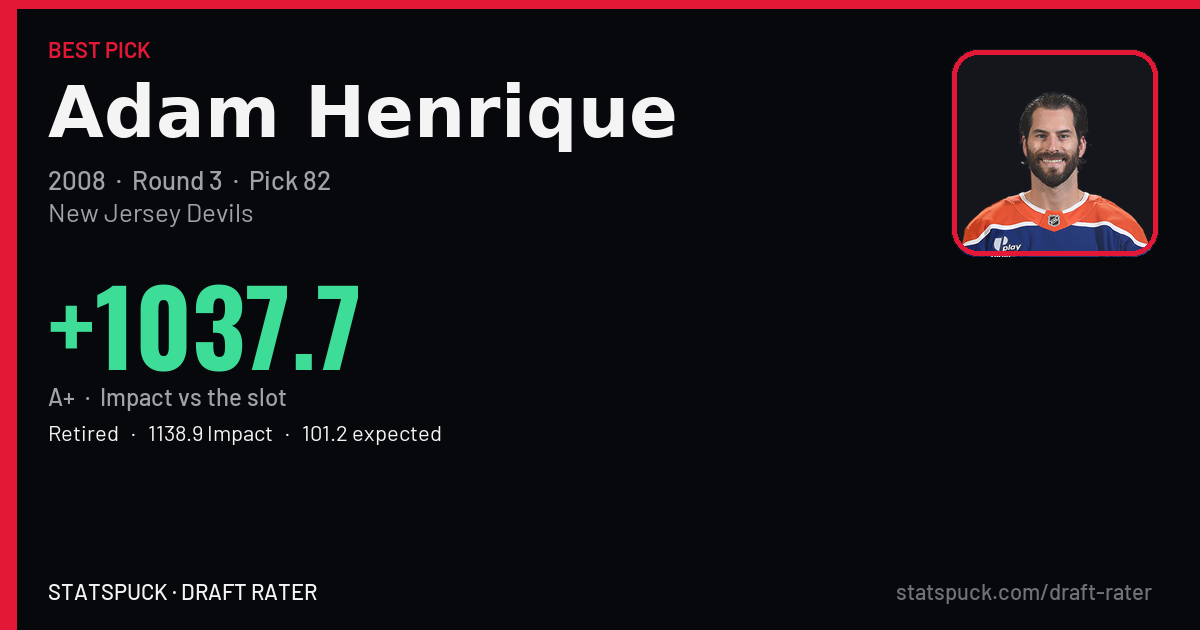 BEST PICK
Adam Henrique
2008 · Round 3 · Pick 82
New Jersey Devils
play
+1037.7
A+ · Impact vs the slot
Retired · 1138.9 Impact · 101.2 expected
STATSPUCK · DRAFT RATER
statspuck.com/draft-rater